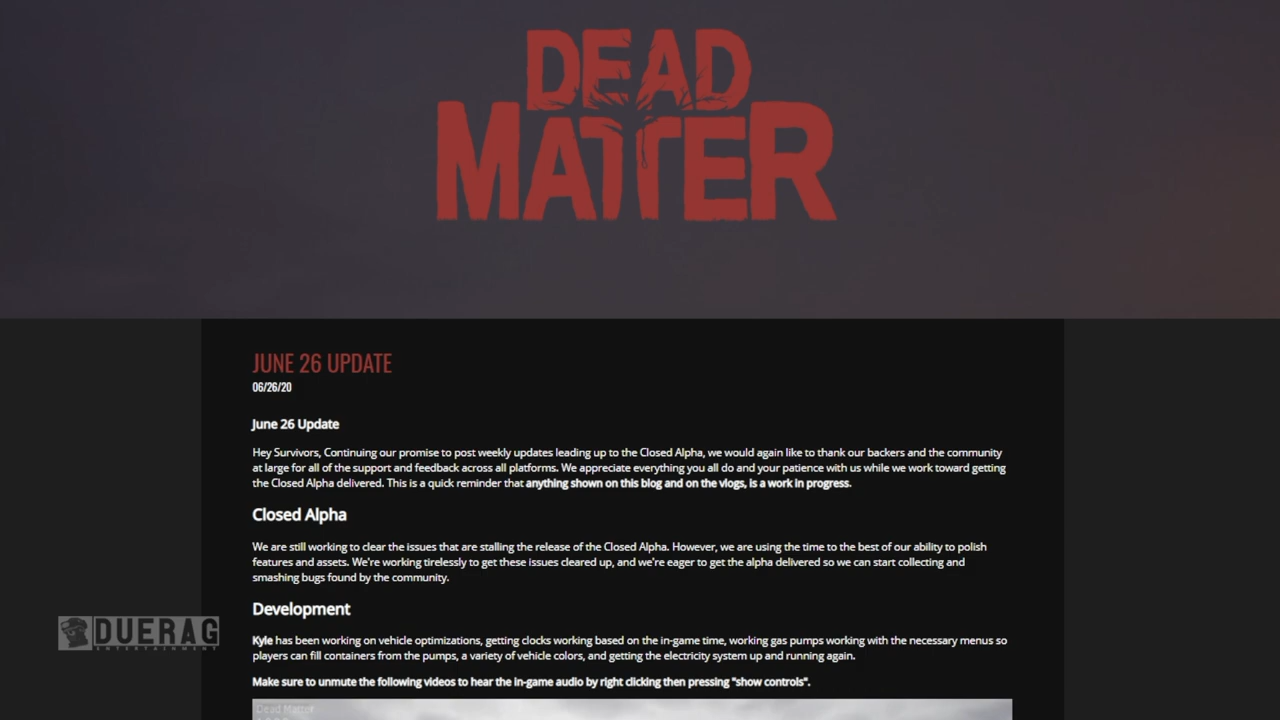 DEAD
MATTER
JUNE 26 UPDATE
06/26/20
June 26 Update
Hey Survivors, Continuing our promise to post weekly updates leading up to the Closed Alpha, we would again like to thank our backers and the community
at large for all of the support and feedback across all platforms. We appreciate everything you all do and your patience with us while we work toward getting
the Closed Alpha delivered. This is a quick reminder that anything shown on this blog and on the vlogs, is a work in progress.
Closed Alpha
We are still working to clear the issues that are stalling the release of the Closed Alpha. However, we are using the time to the best of our ability to polish
features and assets. We're working tirelessly to get these issues cleared up, and we're eager to get the alpha delivered so we can start collecting and
smashing bugs found by the community.
Development
DUERAG
ENTERTAINMENT
Kyle has been working on vehicle optimizations, getting clocks working based on the in-game time, working gas pumps working with the necessary menus so
players can fill containers from the pumps, a variety of vehicle colors, and getting the electricity system up and running again.
Make sure to unmute the following videos to hear the in-game audio by right clicking then pressing "show controls".
Dead Matter